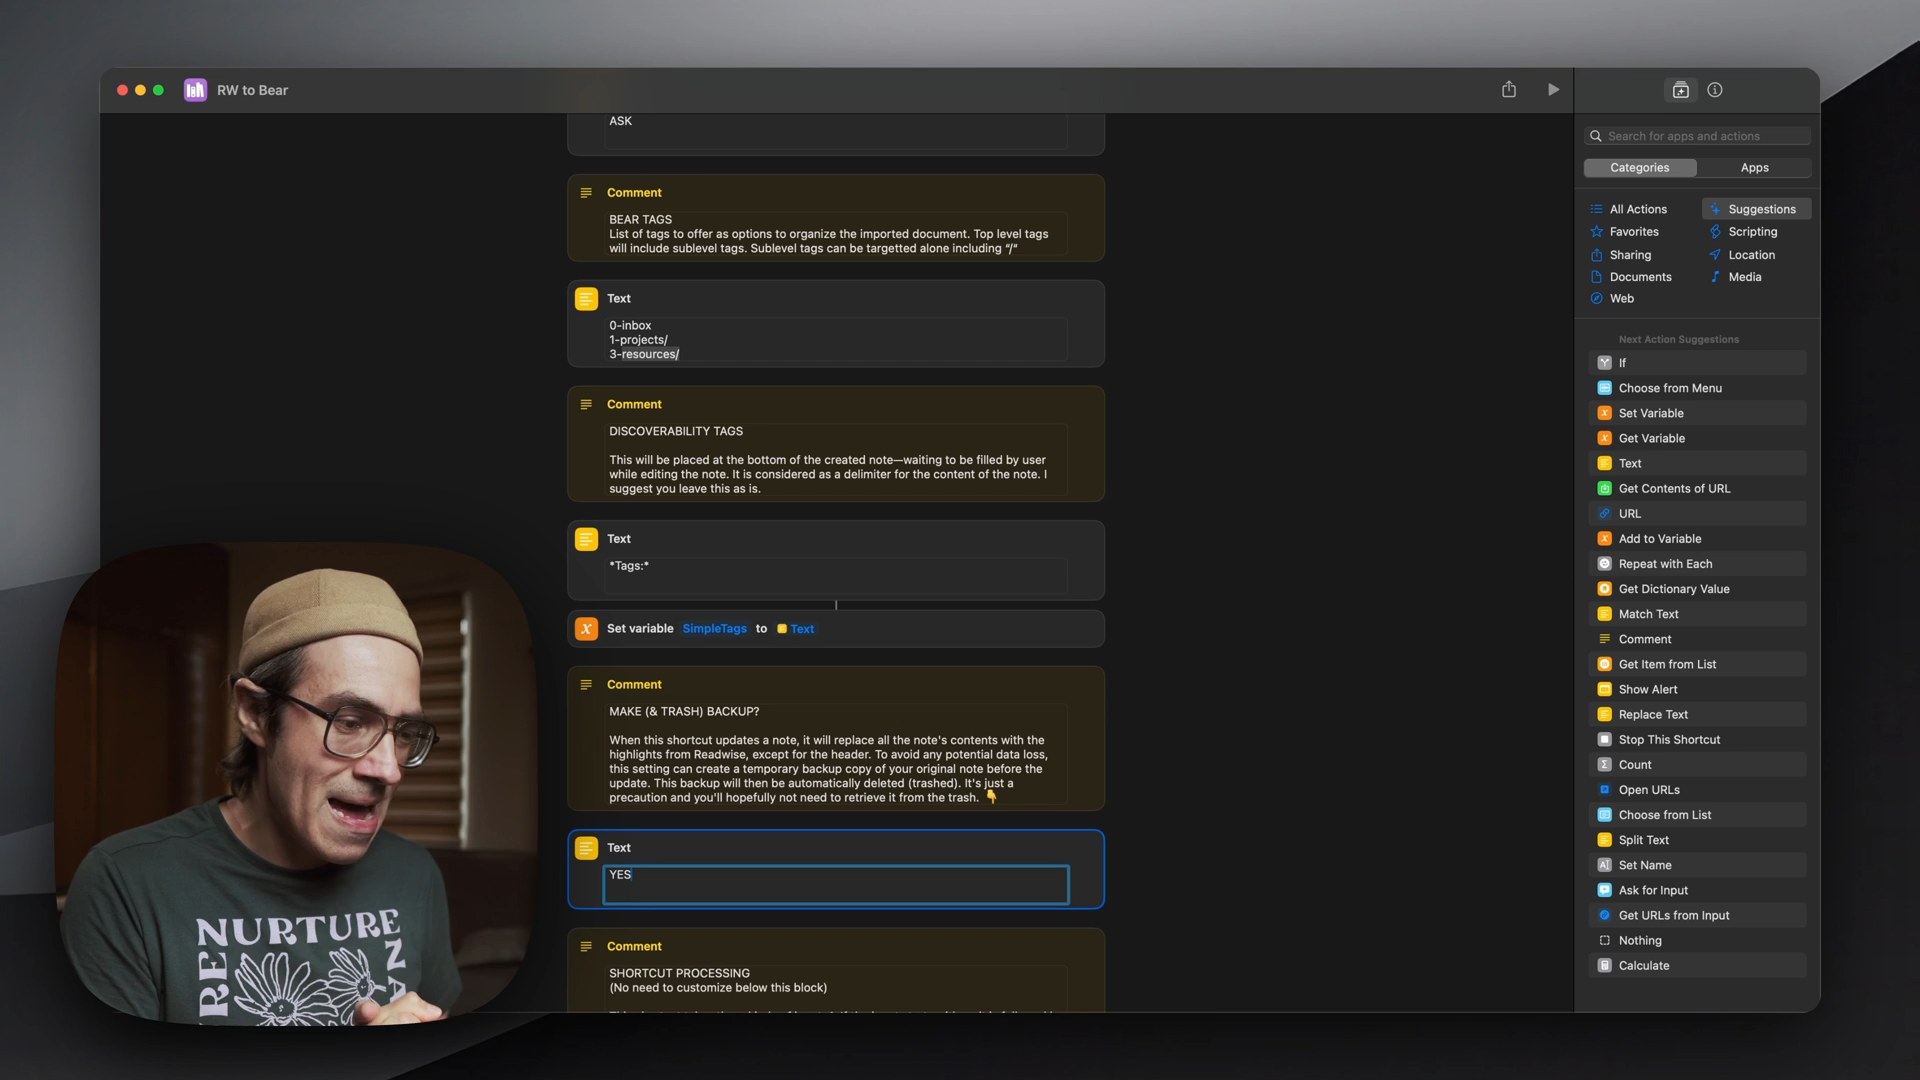 RW to Bear
ASK
Comment
BEAR TAGS
List of tags to offer as options to organize the imported document. Top level tags
will include sublevel tags. Sublevel tags can be targetted alone including "/"
Text
0-inbox
1-projects/
3-resources/
Comment
DISCOVERABILITY TAGS
This will be placed at the bottom of the created note—waiting to be filled by user
while editing the note. It is considered as a delimiter for the content of the note. I
suggest you leave this as is.
Text
*Tags:*
Set variable SimpleTags to Text
Comment
MAKE (& TRASH) BACKUP?
When this shortcut updates a note, it will replace all the note's contents with the
highlights from Readwise, except for the header. To avoid any potential data loss,
this setting can create a temporary backup copy of your original note before the
update. This backup will then be automatically deleted (trashed). It's just a
precaution and you'll hopefully not need to retrieve it from the trash. 👇
Text
YES
Comment
SHORTCUT PROCESSING
(No need to customize below this block)
Search for apps and actions
Categories
Apps
All Actions
Suggestions
Favorites
Scripting
Sharing
Location
Documents
Media
Web
Next Action Suggestions
If
Choose from Menu
Set Variable
Get Variable
Text
Get Contents of URL
URL
Add to Variable
Repeat with Each
Get Dictionary Value
Match Text
Comment
Get Item from List
Show Alert
Replace Text
Stop This Shortcut
Count
Open URLs
Choose from List
Split Text
Set Name
Ask for Input
Get URLs from Input
Nothing
Calculate
NURTURE